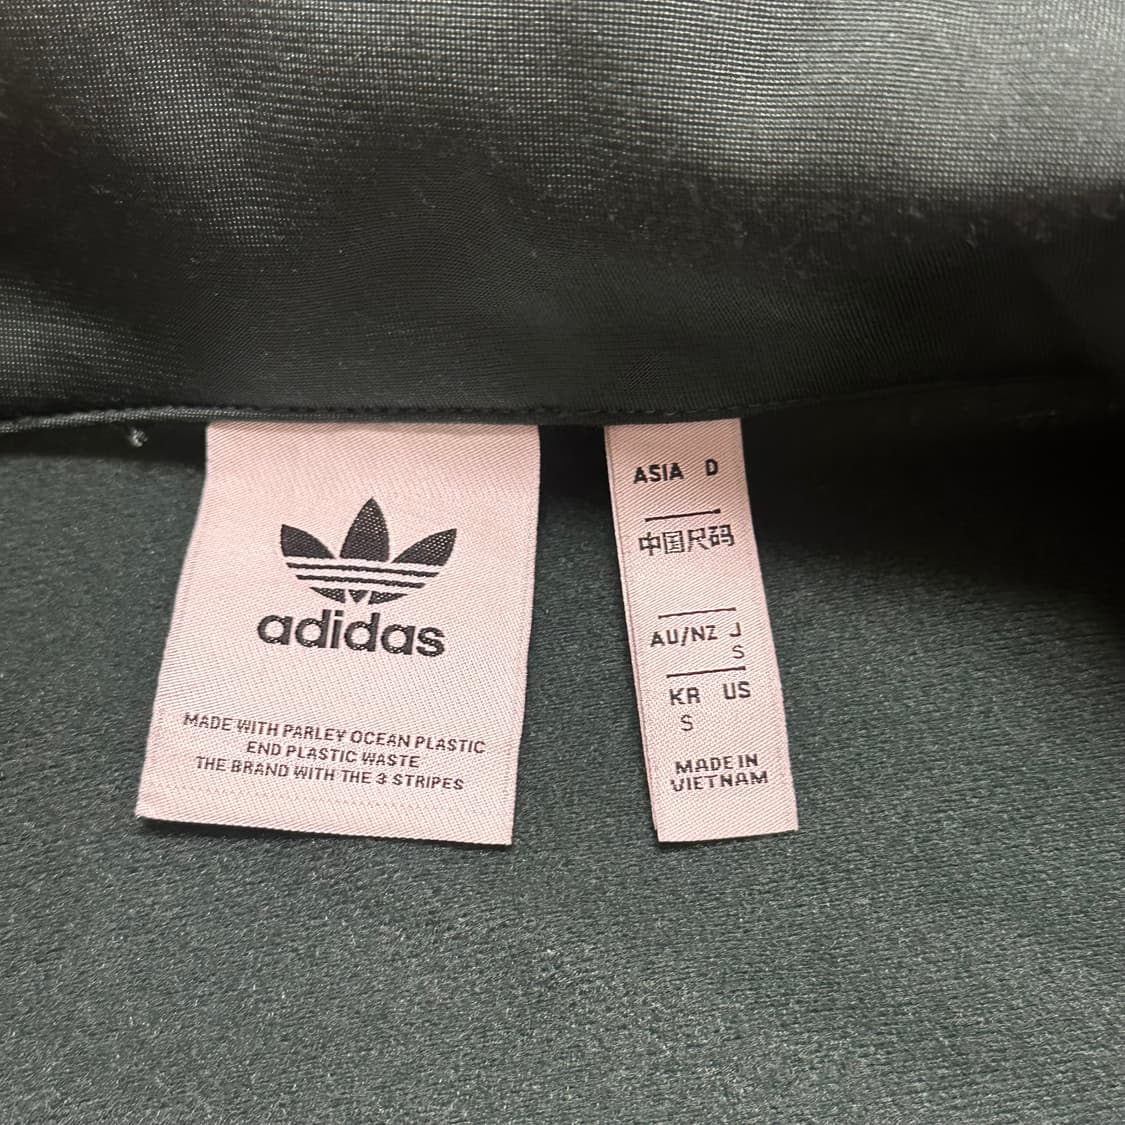 adidas
MADE WITH PARLEY OCEAN PLASTIC
END PLASTIC WASTE
THE BRAND WITH THE 3 STRIPES
ASIA D
中国尺码
AU/NZ J
S
KR US
S
MADE IN
VIETNAM